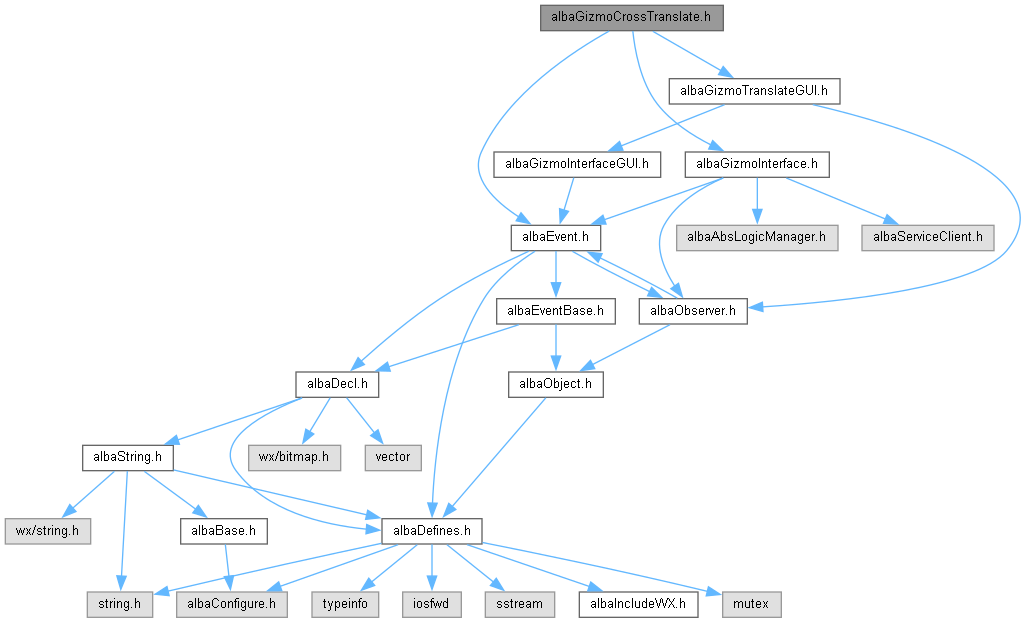 albaGizmoCrossTranslate.h
albaGizmoTranslateGUI.h
albaGizmoInterfaceGUI.h
albaGizmoInterface.h
albaEvent.h
albaAbsLogicManager.h
albaServiceClient.h
albaEventBase.h
albaObserver.h
albaDecl.h
albaObject.h
albaString.h
wx/bitmap.h
vector
wx/string.h
albaBase.h
albaDefines.h
string.h
albaConfigure.h
typeinfo
iosfwd
sstream
albaIncludeWX.h
mutex